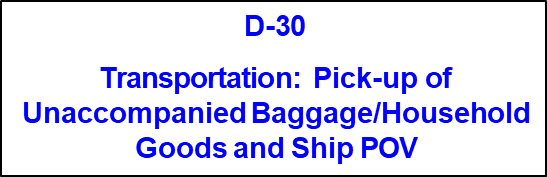 D-30
Transportation: Pick-up of
Unaccompanied Baggage/Household
Goods and Ship POV